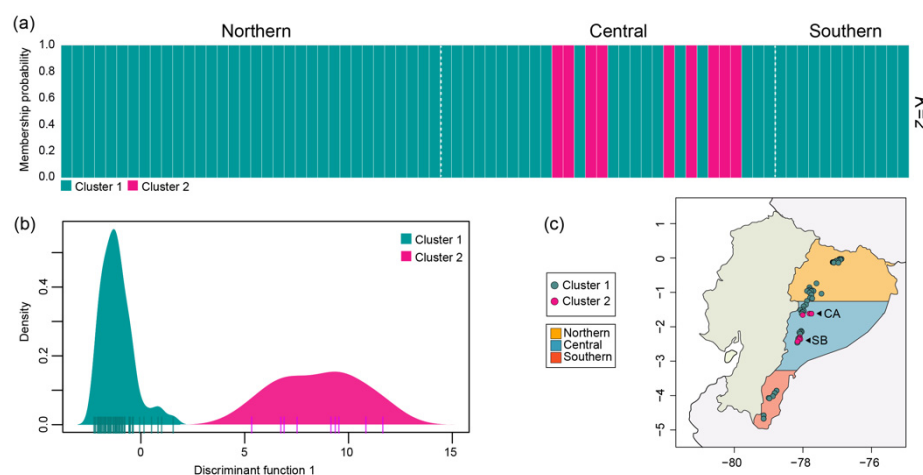 (a)
Northern Central Southern
Membership probability
1.0
0.8
0.6
0.4
0.2
0.0
K=2
Cluster 1 Cluster 2
(b)
Cluster 1
Cluster 2
Density
0.4
0.2
0.0
0 5 10 15
Discriminant function 1
(c)
Cluster 1
Cluster 2
Northern
Central
Southern
1
0
−1
−2
−3
−4
−5
CA
SB
−80 −78 −76